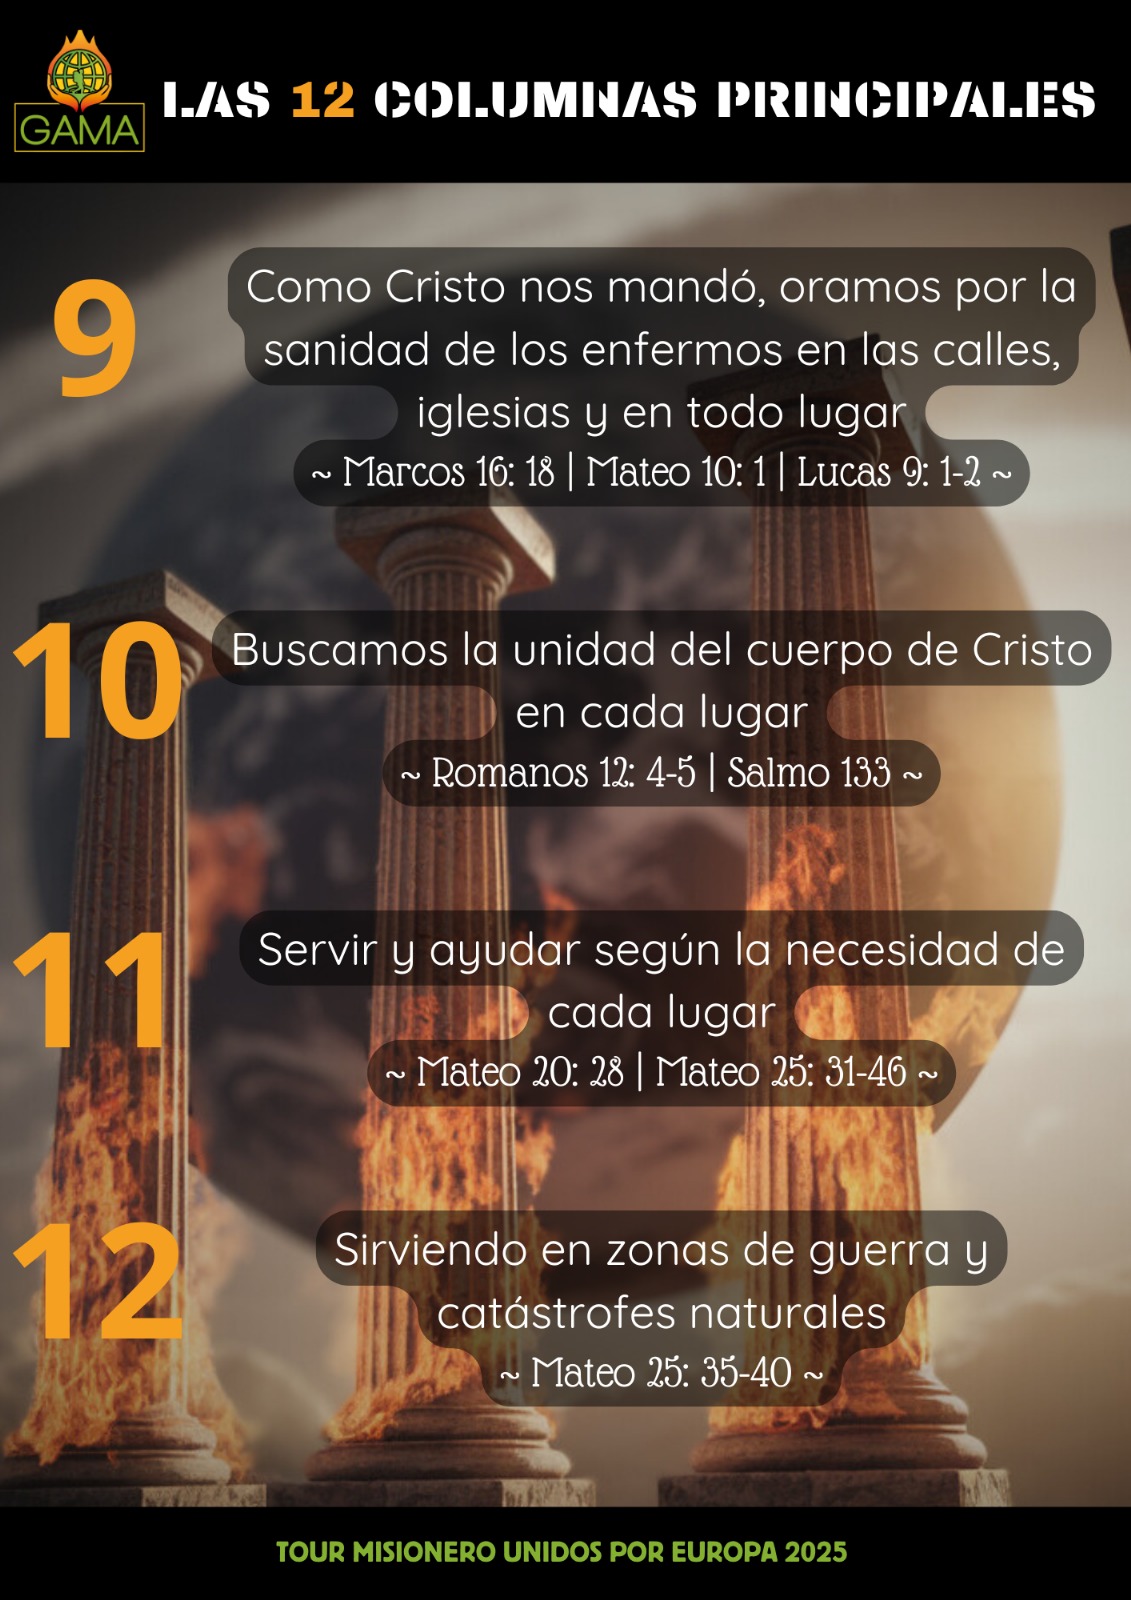 GAMA
LAS 12 COLUMNAS PRINCIPALES
9
Como Cristo nos mandó, oramos por la
sanidad de los enfermos en las calles,
iglesias y en todo lugar
~ Marcos 16: 18 | Mateo 10: 1 | Lucas 9: 1-2 ~
10
Buscamos la unidad del cuerpo de Cristo
en cada lugar
~ Romanos 12: 4-5 | Salmo 133 ~
11
Servir y ayudar según la necesidad de
cada lugar
~ Mateo 20: 28 | Mateo 25: 31-46 ~
12
Sirviendo en zonas de guerra y
catástrofes naturales
~ Mateo 25: 35-40 ~
TOUR MISIONERO UNIDOS POR EUROPA 2025